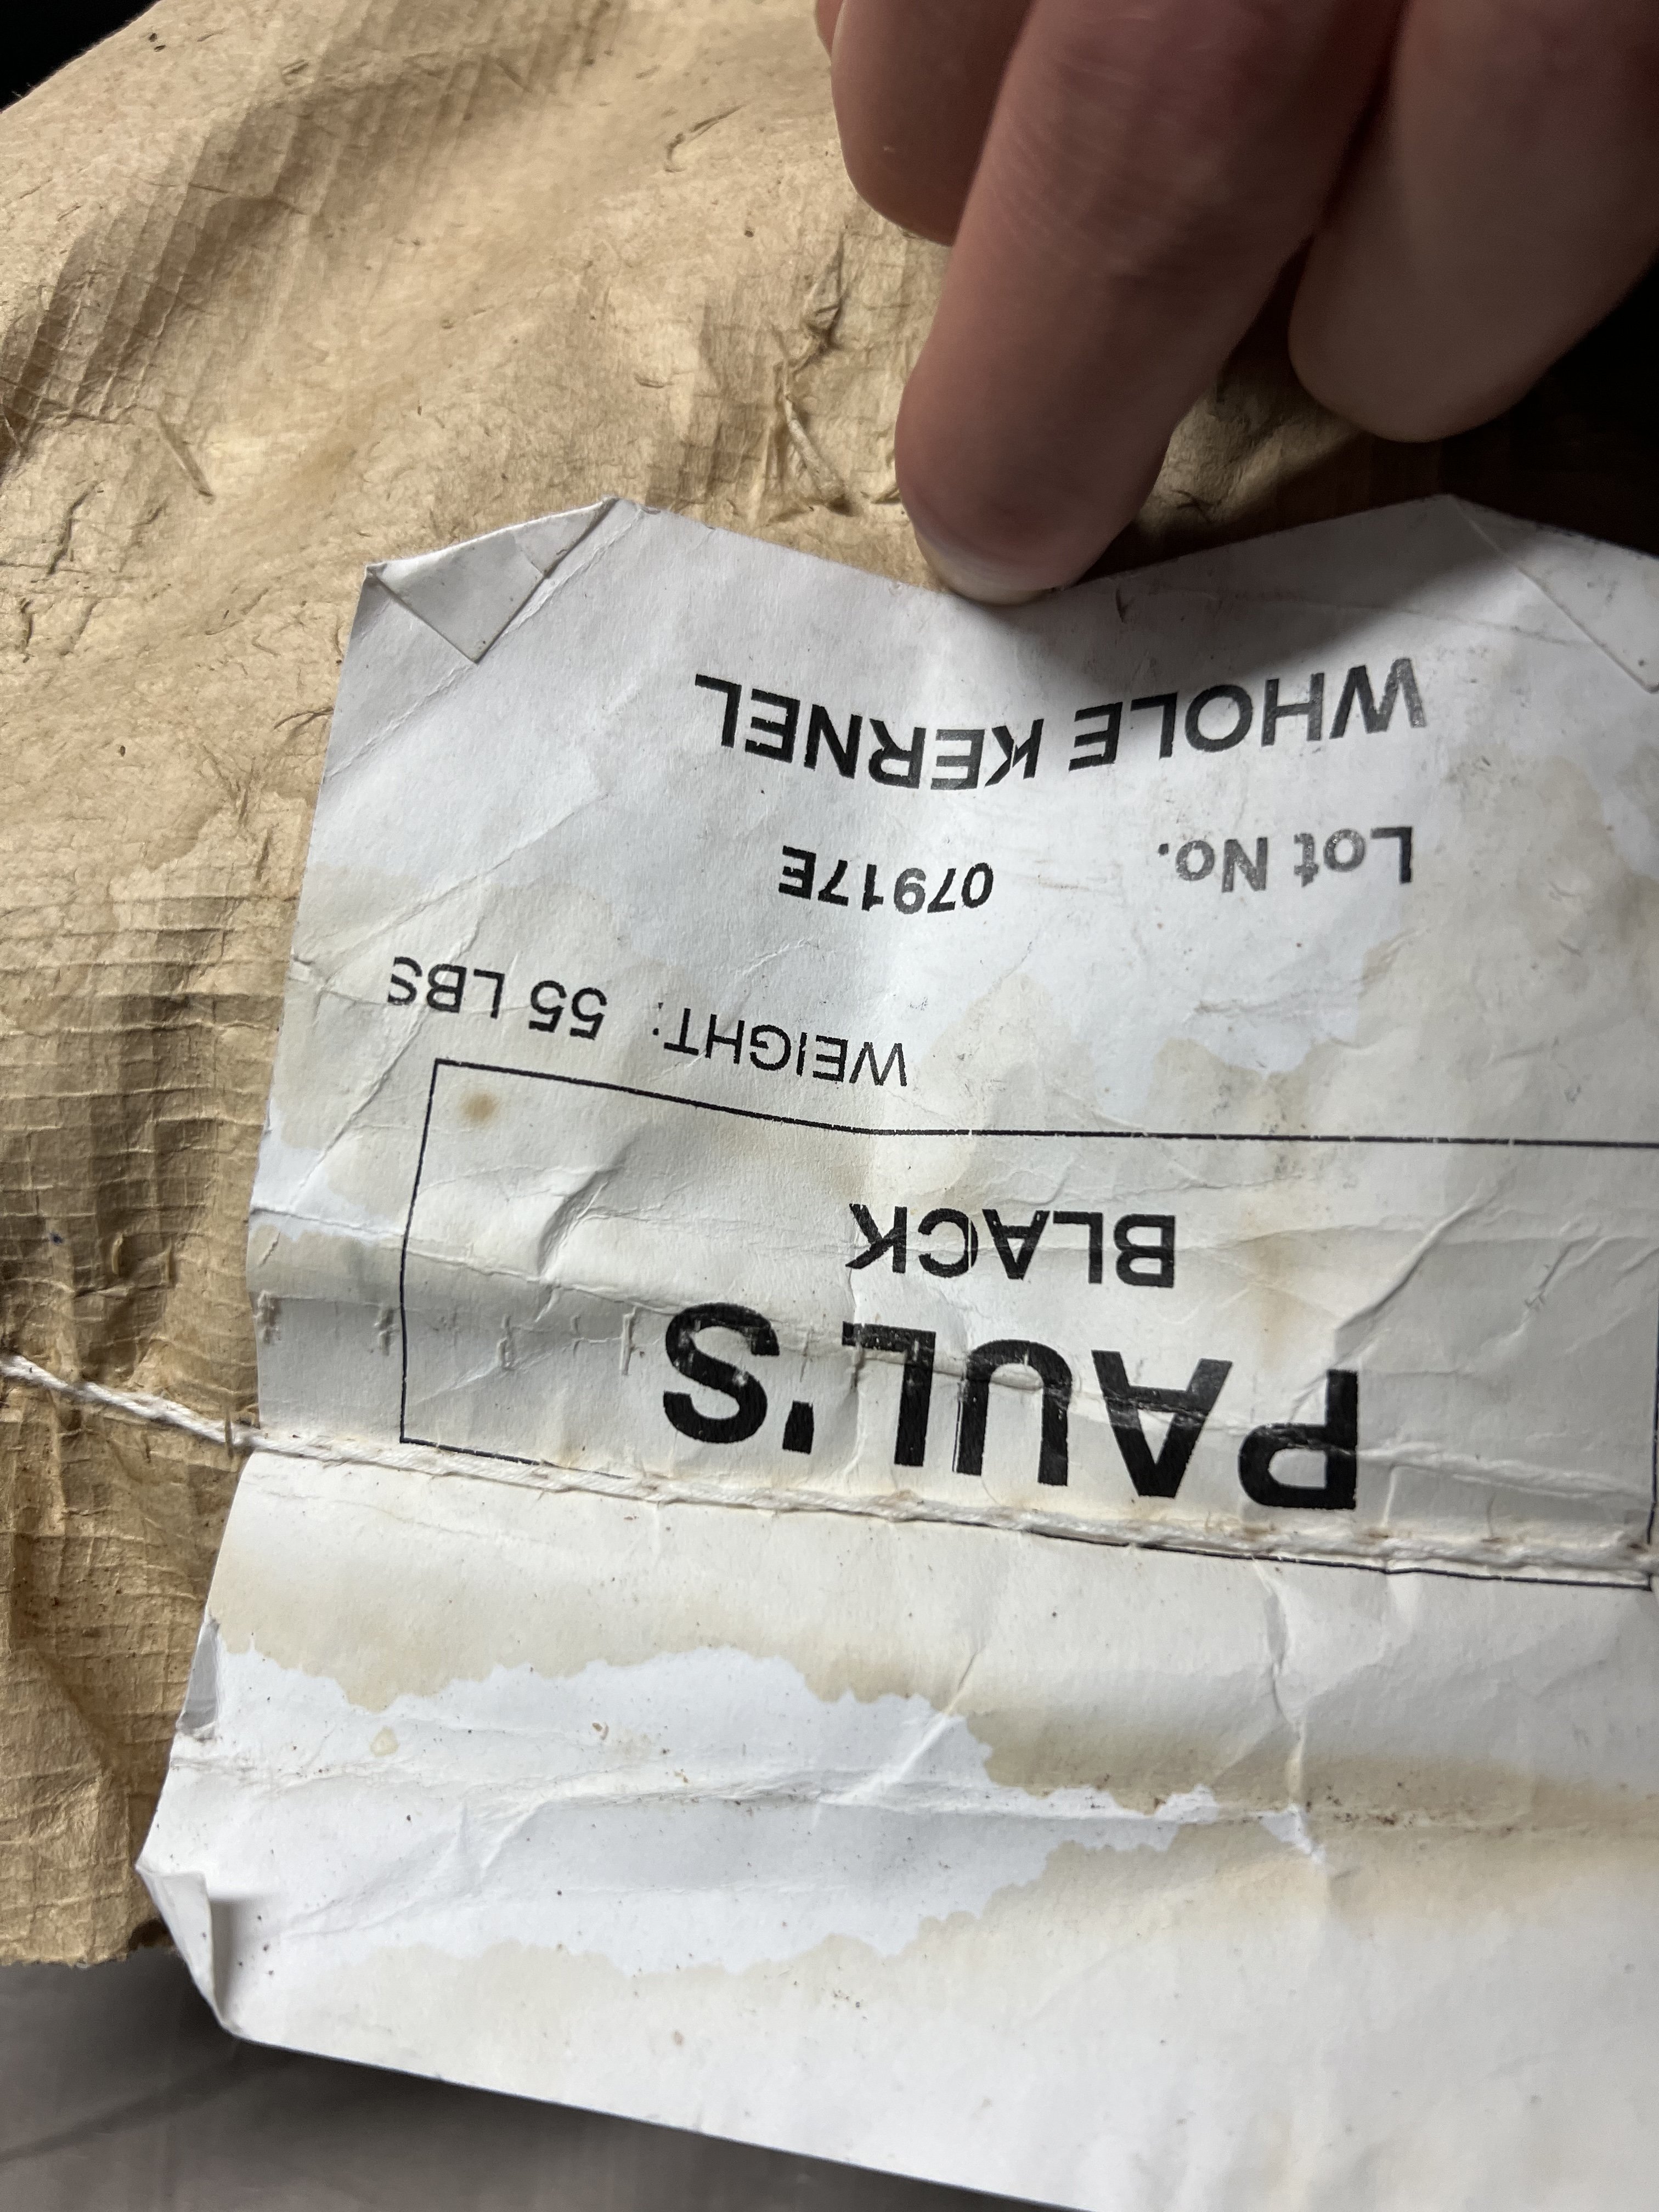 PAUL'S
BLACK
WEIGHT: 55 LBS
Lot No. 07917E
WHOLE KERNEL